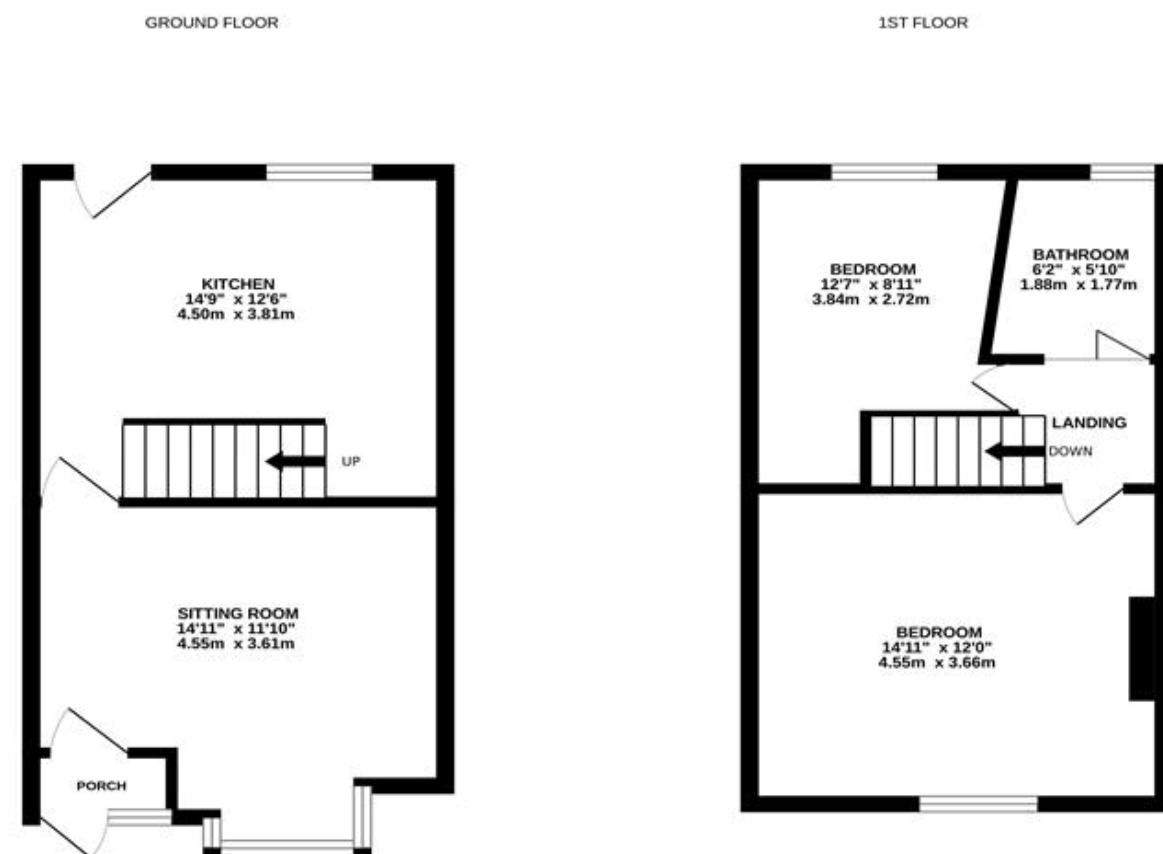 GROUND FLOOR
KITCHEN
14'9" x 12'6"
4.50m x 3.81m
UP
SITTING ROOM
14'11" x 11'10"
4.55m x 3.61m
PORCH
1ST FLOOR
BEDROOM
12'7" x 8'11"
3.84m x 2.72m
BATHROOM
6'2" x 5'10"
1.88m x 1.77m
LANDING
DOWN
BEDROOM
14'11" x 12'0"
4.55m x 3.66m